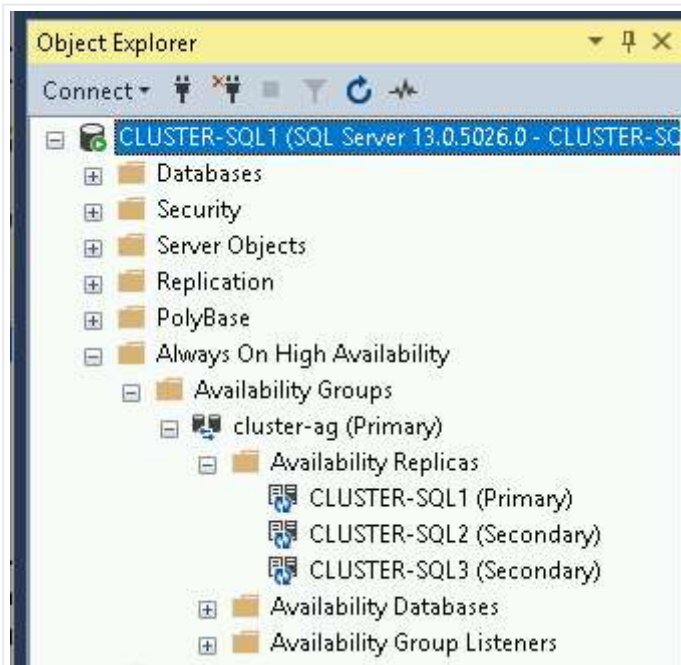 Object Explorer
Connect
CLUSTER-SQL1 (SQL Server 13.0.5026.0 - CLUSTER-SQ
Databases
Security
Server Objects
Replication
PolyBase
Always On High Availability
Availability Groups
cluster-ag (Primary)
Availability Replicas
CLUSTER-SQL1 (Primary)
CLUSTER-SQL2 (Secondary)
CLUSTER-SQL3 (Secondary)
Availability Databases
Availability Group Listeners